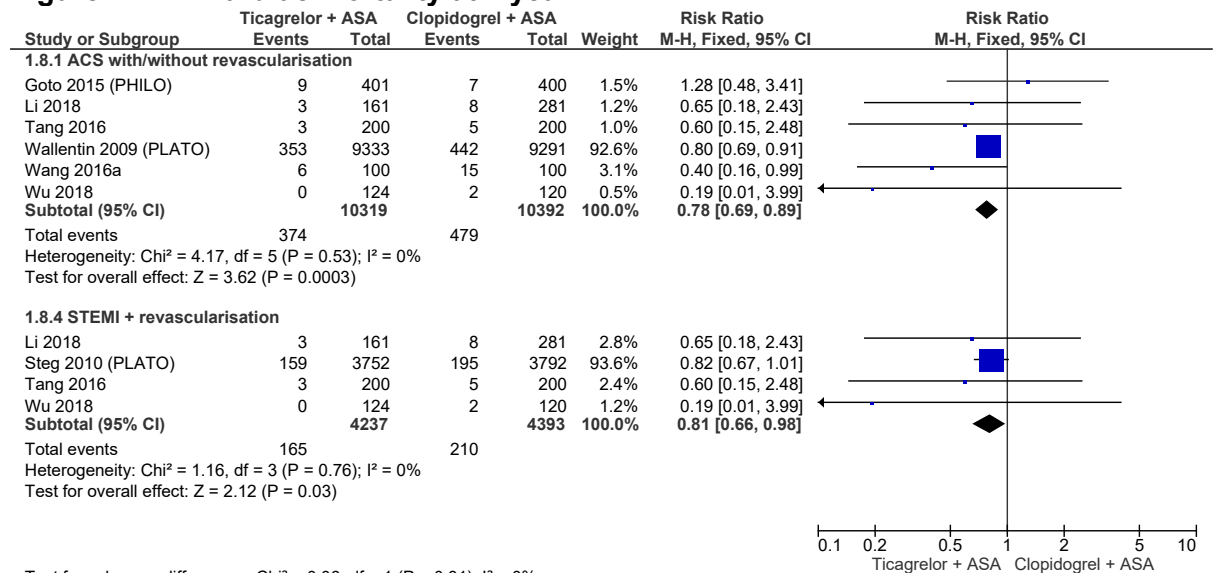 Ticagrelor + ASA Clopidogrel + ASA Risk Ratio Risk Ratio
Study or Subgroup Events Total Events Total Weight M-H, Fixed, 95% CI M-H, Fixed, 95% CI
1.8.1 ACS with/without revascularisation
Goto 2015 (PHILO) 9 401 7 400 1.5% 1.28 [0.48, 3.41]
Li 2018 3 161 8 281 1.2% 0.65 [0.18, 2.43]
Tang 2016 3 200 5 200 1.0% 0.60 [0.15, 2.48]
Wallentin 2009 (PLATO) 353 9333 442 9291 92.6% 0.80 [0.69, 0.91]
Wang 2016a 6 100 15 100 3.1% 0.40 [0.16, 0.99]
Wu 2018 0 124 2 120 0.5% 0.19 [0.01, 3.99]
Subtotal (95% CI) 10319 10392 100.0% 0.78 [0.69, 0.89]
Total events 374 479
Heterogeneity: Chi² = 4.17, df = 5 (P = 0.53); I² = 0%
Test for overall effect: Z = 3.62 (P = 0.0003)
1.8.4 STEMI + revascularisation
Li 2018 3 161 8 281 2.8% 0.65 [0.18, 2.43]
Steg 2010 (PLATO) 159 3752 195 3792 93.6% 0.82 [0.67, 1.01]
Tang 2016 3 200 5 200 2.4% 0.60 [0.15, 2.48]
Wu 2018 0 124 2 120 1.2% 0.19 [0.01, 3.99]
Subtotal (95% CI) 4237 4393 100.0% 0.81 [0.66, 0.98]
Total events 165 210
Heterogeneity: Chi² = 1.16, df = 3 (P = 0.76); I² = 0%
Test for overall effect: Z = 2.12 (P = 0.03)
0.1 0.2 0.5 1 2 5 10
Ticagrelor + ASA Clopidogrel + ASA